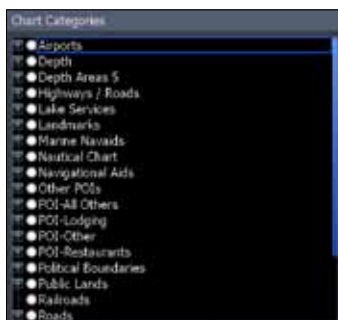 Chart Categories
Airports
Depth
Depth Areas 5
Highways / Roads
Lake Services
Landmarks
Marine Navaids
Nautical Chart
Navigational Aids
Other POIs
POI-All Others
POI-Lodging
POI-Other
POI-Restaurants
Political Boundaries
Public Lands
Railroads
Roads